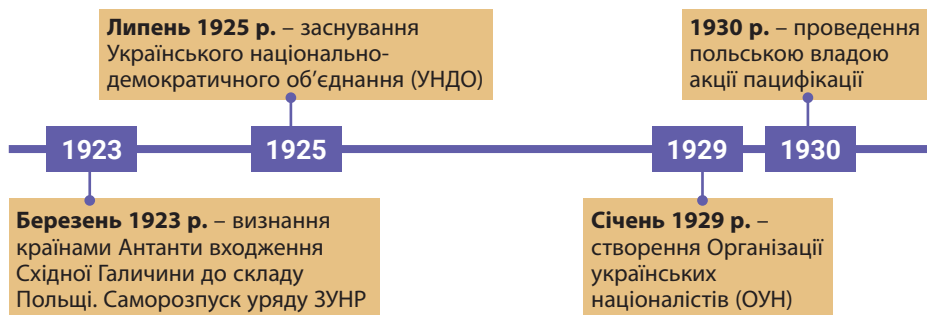 Липень 1925 р. – заснування
Українського національно-
демократичного об’єднання (УНДО)
1930 р. – проведення
польською владою
акції пацифікації
1923
1925
1929
1930
Березень 1923 р. – визнання
країнами Антанти входження
Східної Галичини до складу
Польщі. Саморозпуск уряду ЗУНР
Січень 1929 р. –
створення Організації
українських
націоналістів (ОУН)